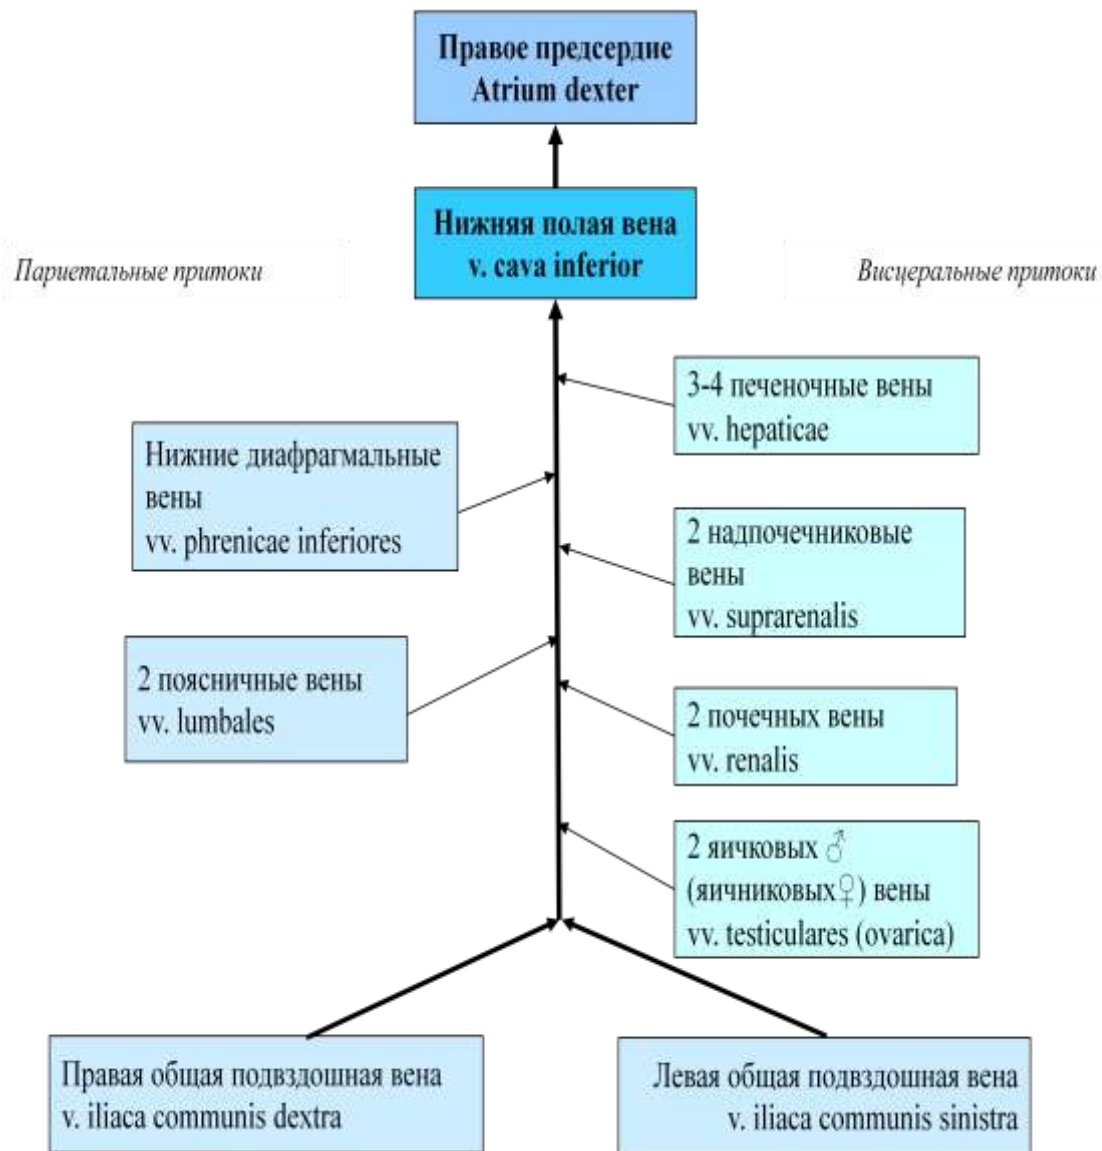 Правое предсердие
Atrium dexter
Нижняя полая вена
v. cava inferior
Париетальные притоки
Висцеральные притоки
3-4 печеночные вены
vv. hepaticae
Нижние диафрагмальные
вены
vv. phrenicae inferiores
2 надпочечниковые
вены
vv. suprarenalis
2 поясничные вены
vv. lumbales
2 почечных вены
vv. renalis
2 яичковых ♂
(яичниковых♀) вены
vv. testiculares (ovarica)
Правая общая подвздошная вена
v. iliaca communis dextra
Левая общая подвздошная вена
v. iliaca communis sinistra